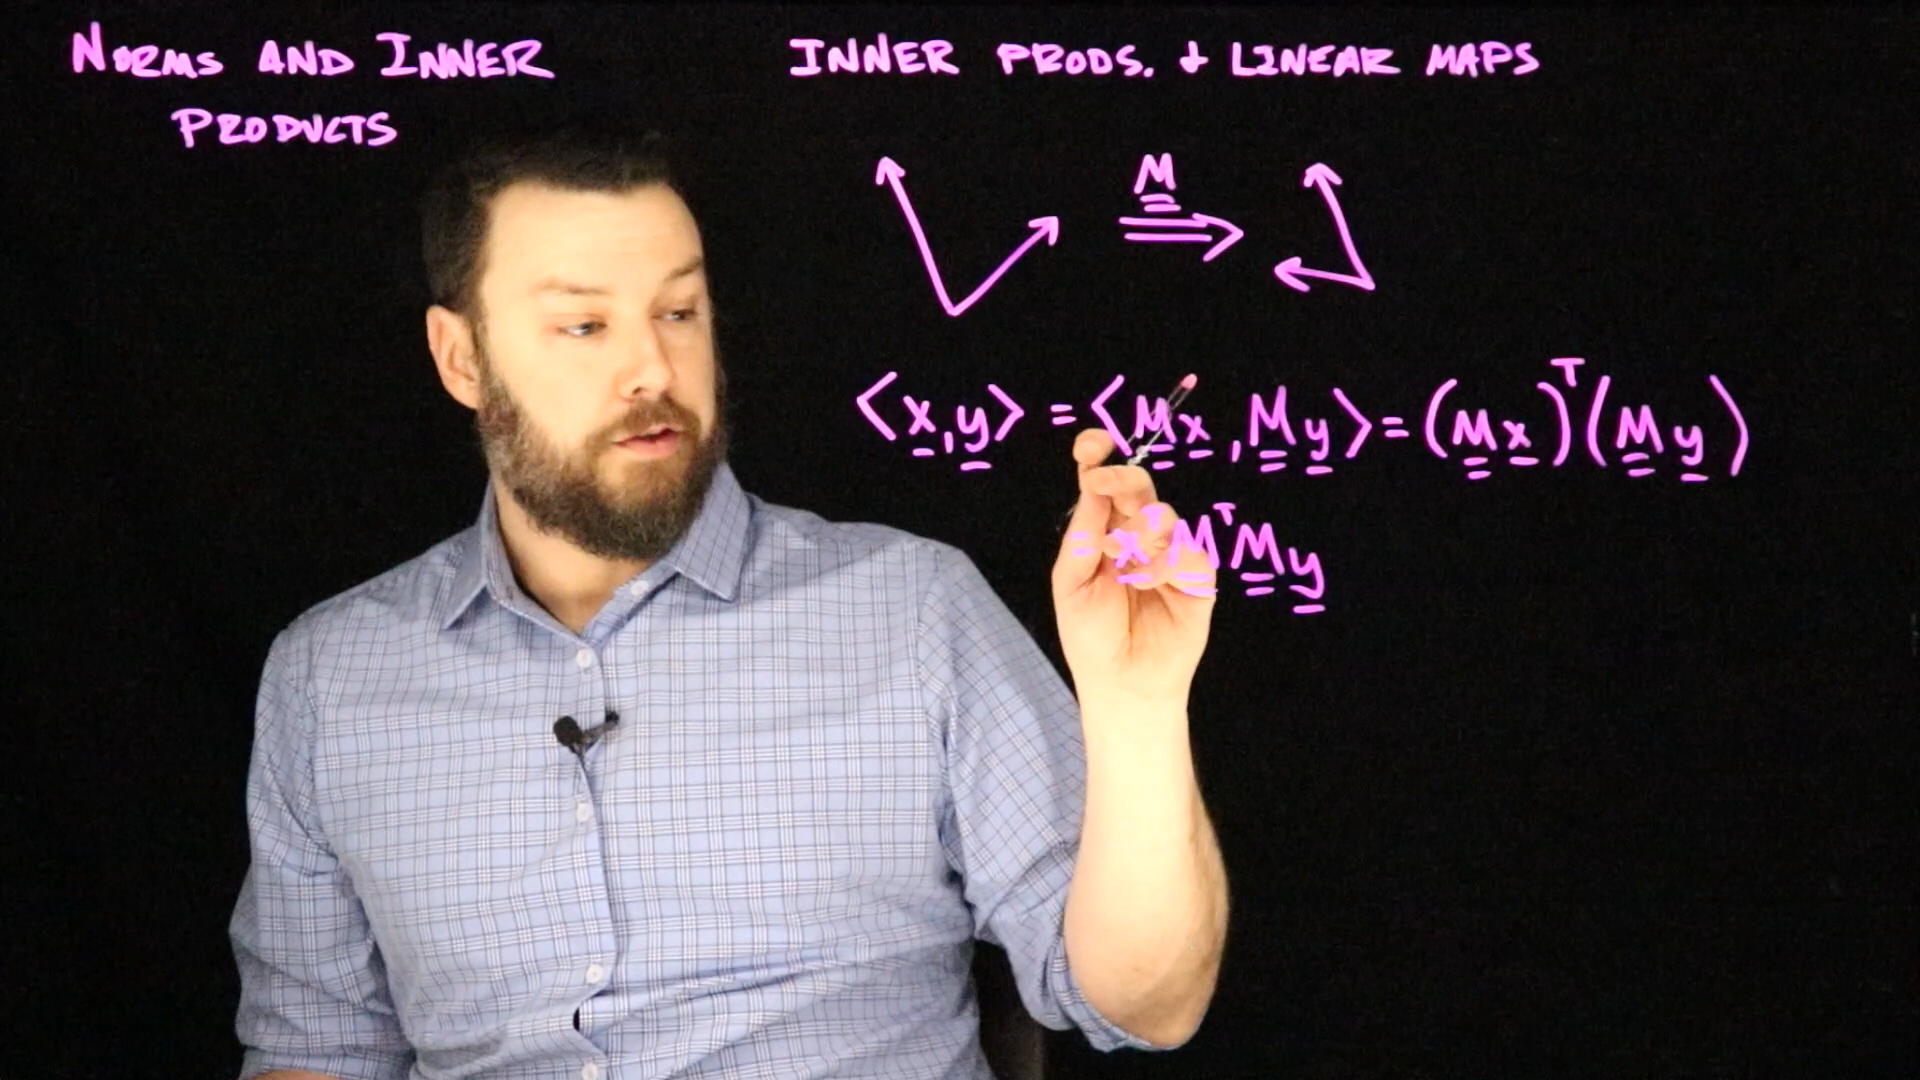 NORMS AND INNER
PRODUCTS
INNER PRODS. + LINEAR MAPS
M
<x,y> = <Mx,My> = (Mx)ᵀ(My)
= xᵀMᵀMy